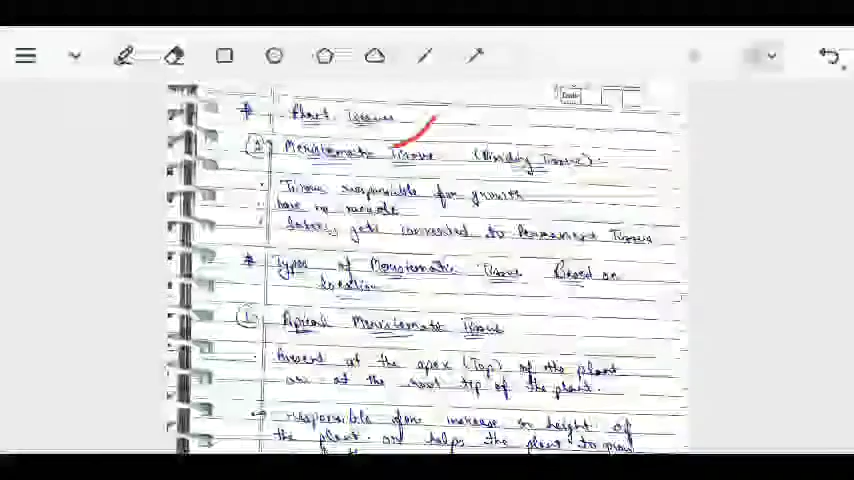 # Plant Tissues
① Meristematic Tissue (Dividing Tissue).
. Tissue responsible for growth
have no vacuole
later, gets converted to Permanent Tissue
# Types of Meristematic Tissue Based on
location
① Apical Meristematic Tissue
Present at the apex (Top) of the plant
or at the root tip of the plant.
→ responsible for increase in height of
the plant. or helps the plant to grow